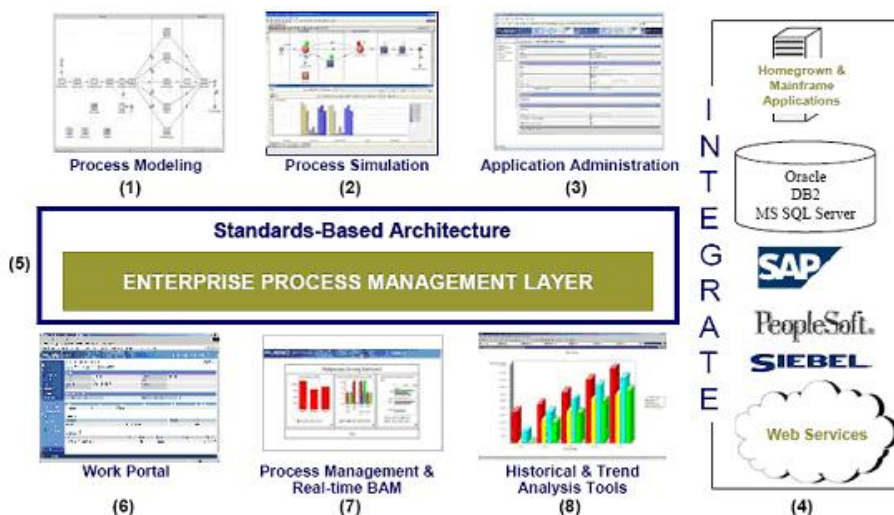 Process Modeling
(1)
Process Simulation
(2)
Application Administration
(3)
Standards-Based Architecture
ENTERPRISE PROCESS MANAGEMENT LAYER
(5)
Work Portal
(6)
Process Management &
Real-time BAM
(7)
Historical & Trend
Analysis Tools
(8)
INTEGRATE
Homegrown &
Mainframe
Applications
Oracle
DB2
MS SQL Server
SAP
PeopleSoft.
SIEBEL
Web Services
(4)